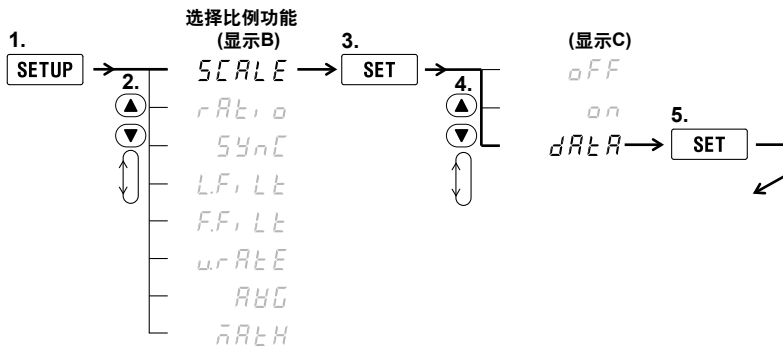 选择比例功能
1. (显示B) 3. (显示C)
SETUP SCALE SET oFF
2. 4.
rAtio on 5.
SYnC dAtA SET
L.FiLt
F.FiLt
u.rAtE
AVG
MAtH